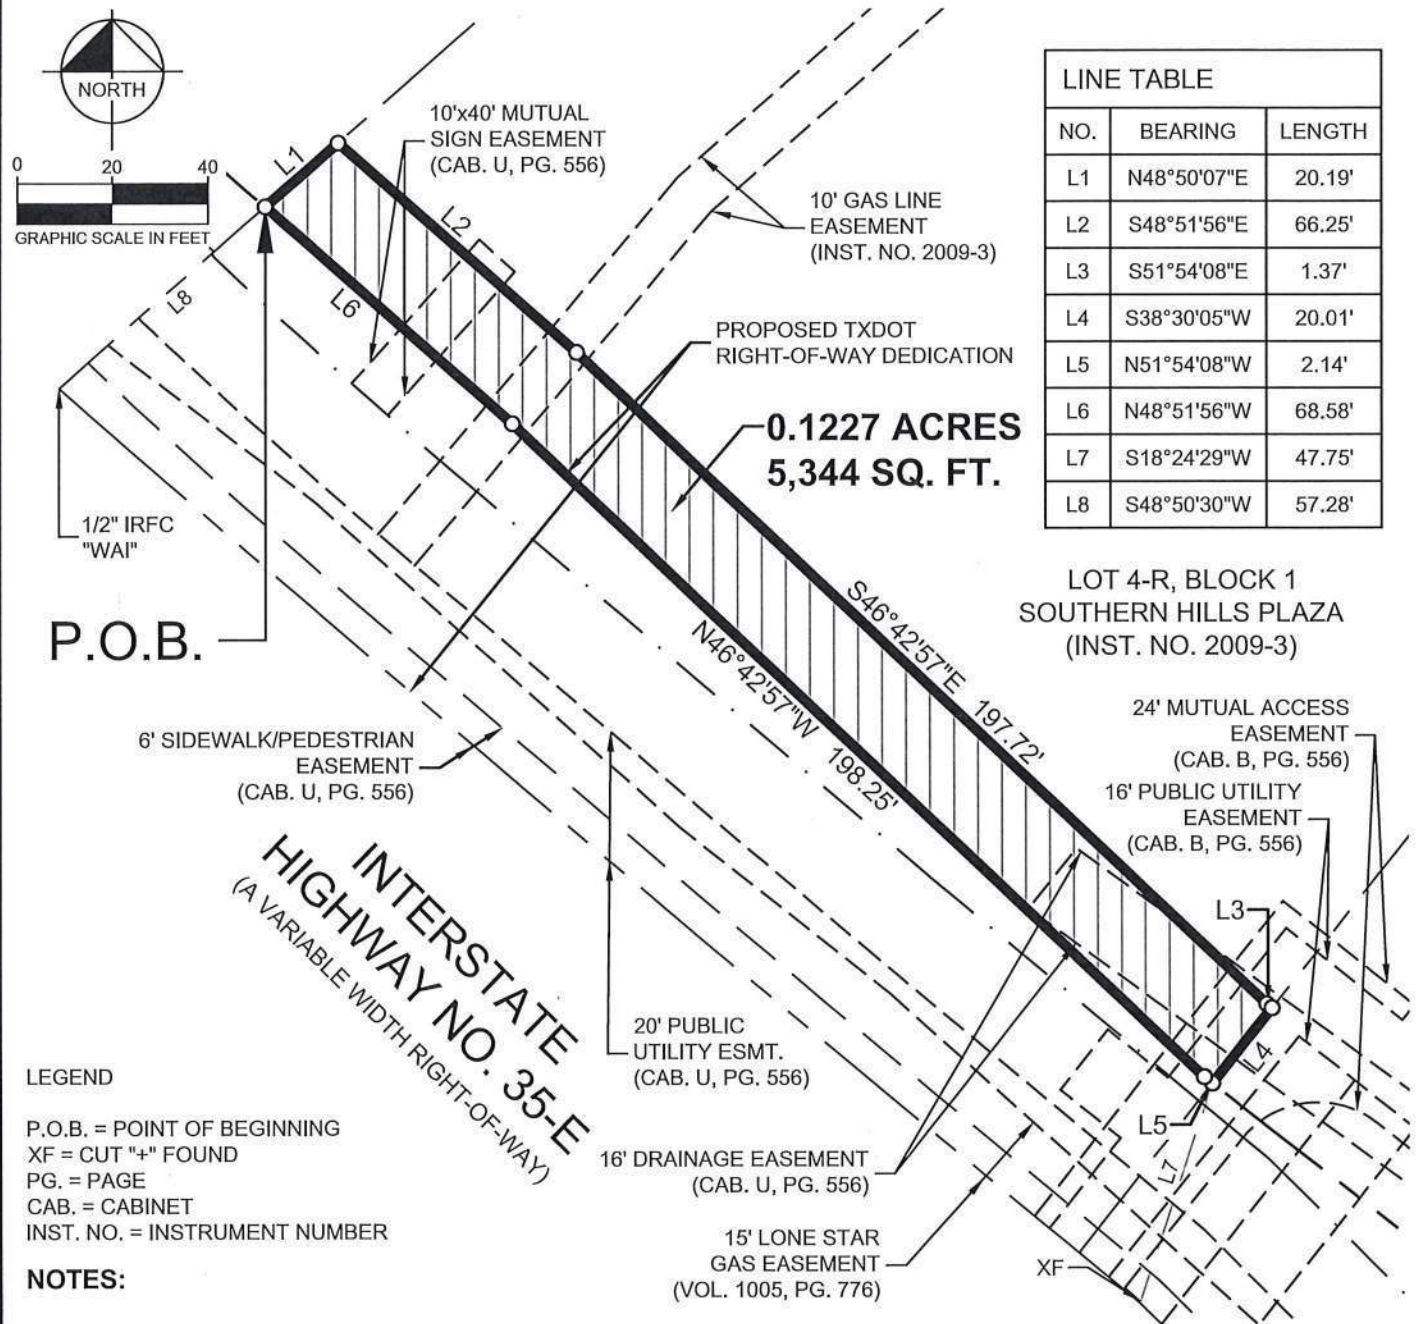 NORTH
0 20 40
GRAPHIC SCALE IN FEET
10'x40' MUTUAL
SIGN EASEMENT
(CAB. U, PG. 556)
10' GAS LINE
EASEMENT
(INST. NO. 2009-3)
LINE TABLE
NO. BEARING LENGTH
L1 N48°50'07"E 20.19'
L2 S48°51'56"E 66.25'
L3 S51°54'08"E 1.37'
L4 S38°30'05"W 20.01'
L5 N51°54'08"W 2.14'
L6 N48°51'56"W 68.58'
L7 S18°24'29"W 47.75'
L8 S48°50'30"W 57.28'
L1
L2
L6
L8
PROPOSED TXDOT
RIGHT-OF-WAY DEDICATION
0.1227 ACRES
5,344 SQ. FT.
1/2" IRFC
"WAI"
P.O.B.
LOT 4-R, BLOCK 1
SOUTHERN HILLS PLAZA
(INST. NO. 2009-3)
S46°42'57"E 197.72'
N46°42'57"W 198.25'
6' SIDEWALK/PEDESTRIAN
EASEMENT
(CAB. U, PG. 556)
24' MUTUAL ACCESS
EASEMENT
(CAB. B, PG. 556)
16' PUBLIC UTILITY
EASEMENT
(CAB. B, PG. 556)
INTERSTATE
HIGHWAY NO. 35-E
(A VARIABLE WIDTH RIGHT-OF-WAY)
L3
L4
L5
L7
20' PUBLIC
UTILITY ESMT.
(CAB. U, PG. 556)
16' DRAINAGE EASEMENT
(CAB. U, PG. 556)
15' LONE STAR
GAS EASEMENT
(VOL. 1005, PG. 776)
XF
LEGEND
P.O.B. = POINT OF BEGINNING
XF = CUT "+" FOUND
PG. = PAGE
CAB. = CABINET
INST. NO. = INSTRUMENT NUMBER
NOTES: